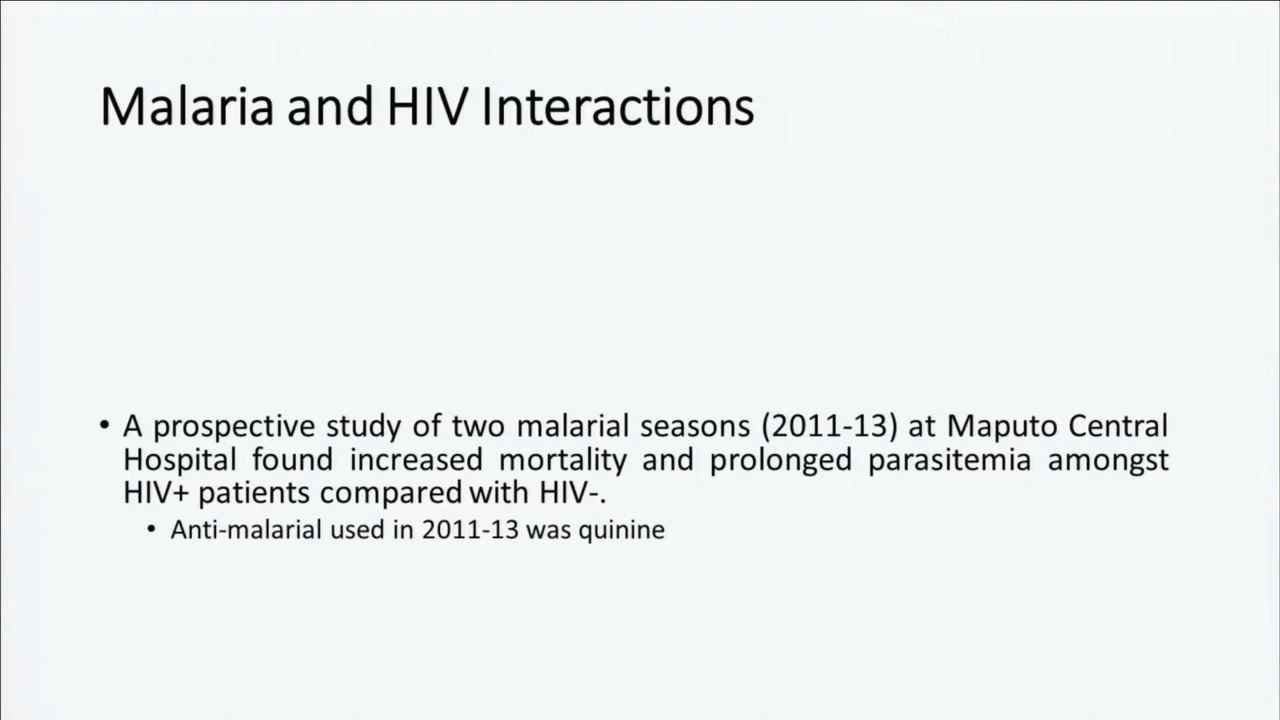 Malaria and HIV Interactions
• A prospective study of two malarial seasons (2011-13) at Maputo Central
Hospital found increased mortality and prolonged parasitemia amongst
HIV+ patients compared with HIV-.
• Anti-malarial used in 2011-13 was quinine